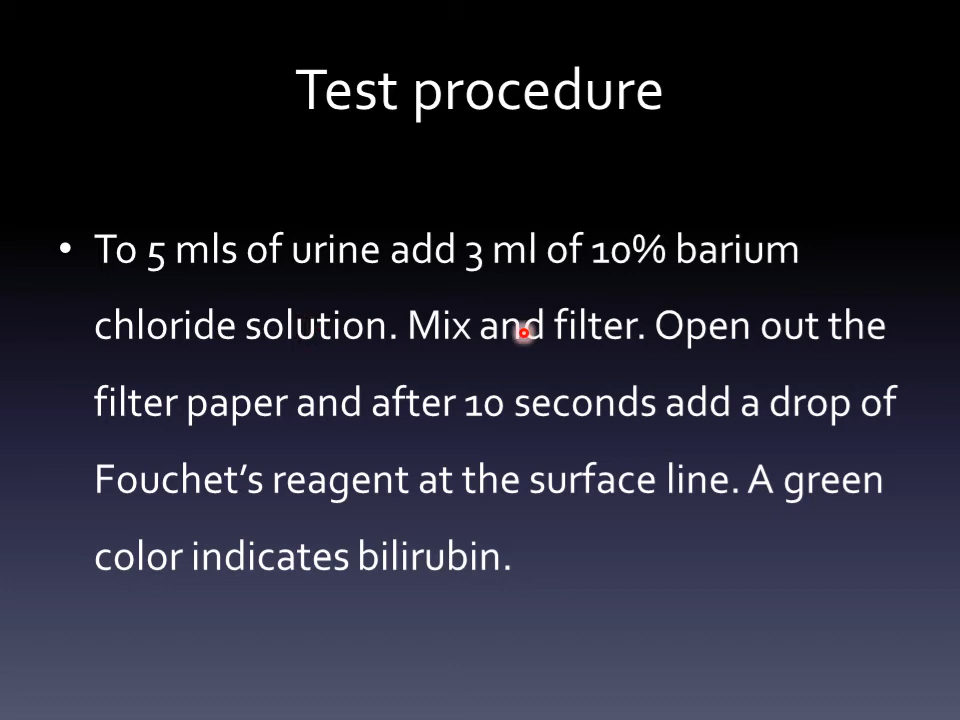 Test procedure
• To 5 mls of urine add 3 ml of 10% barium
chloride solution. Mix and filter. Open out the
filter paper and after 10 seconds add a drop of
Fouchet’s reagent at the surface line. A green
color indicates bilirubin.